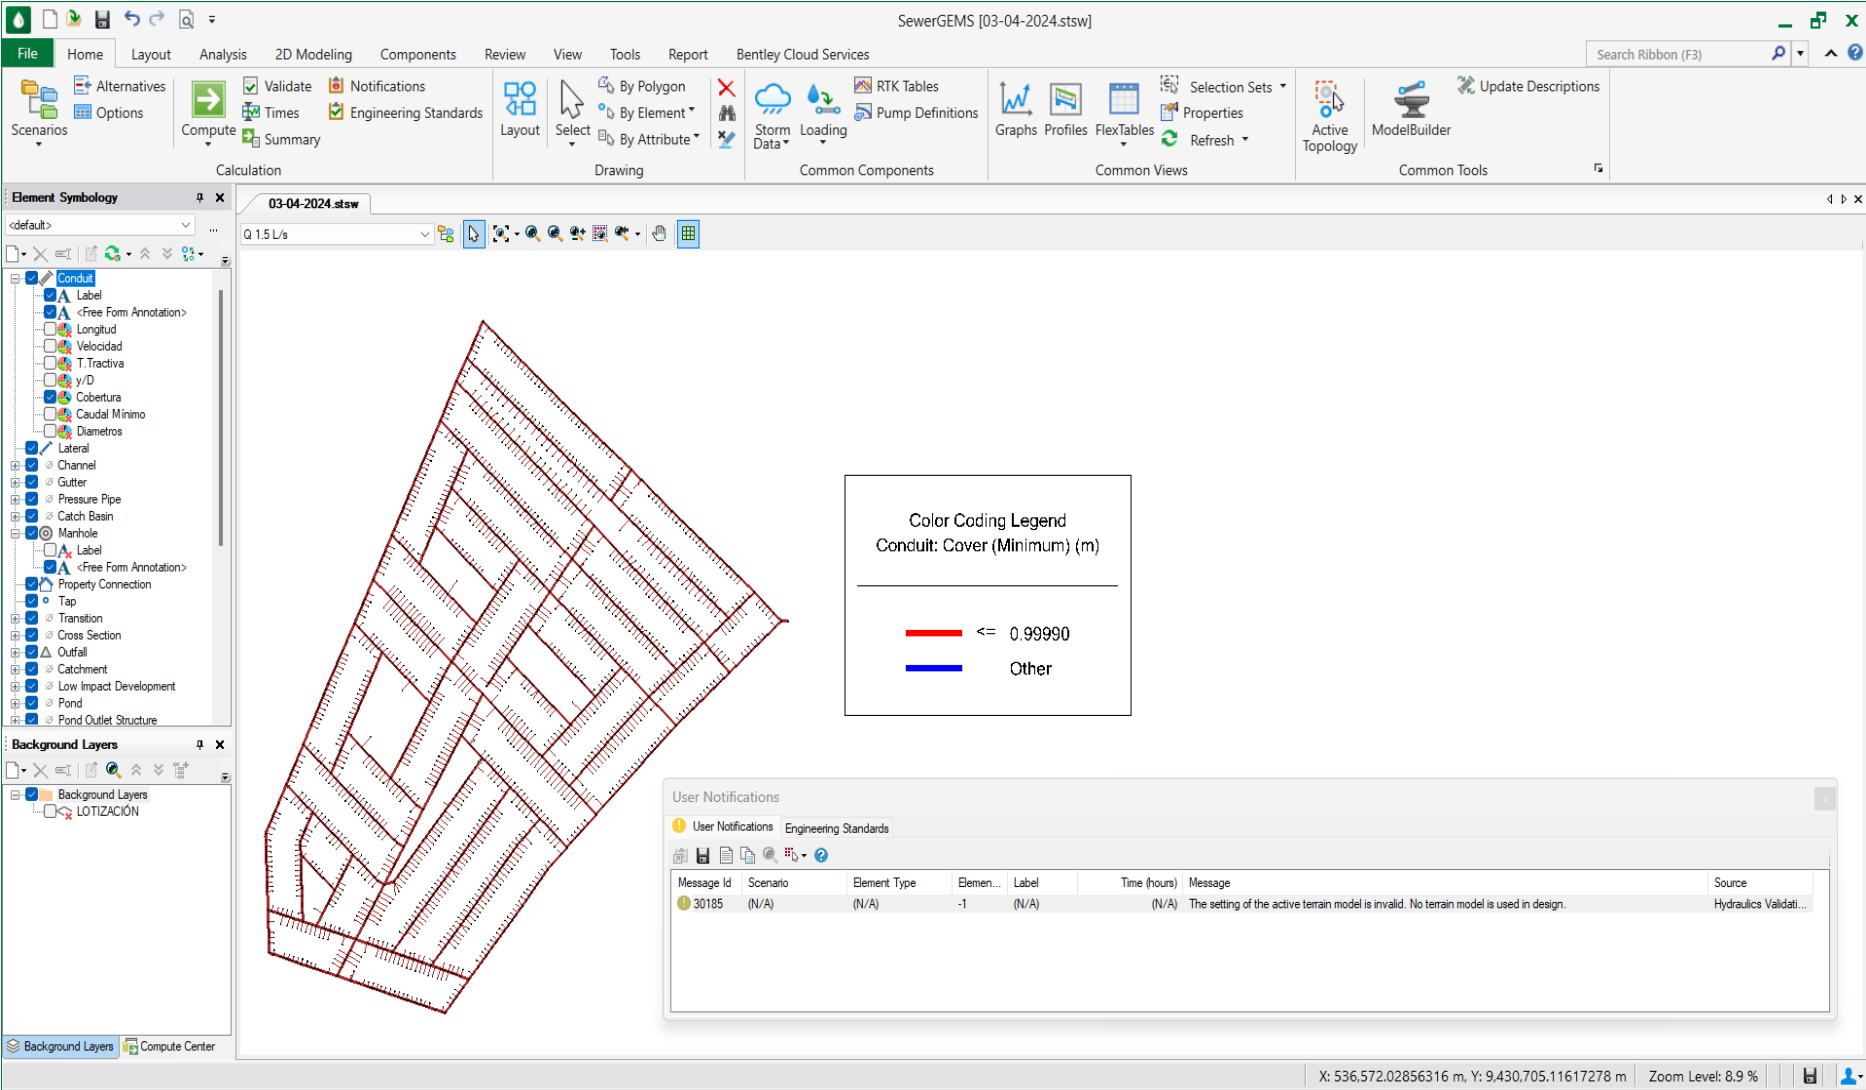 SewerGEMS [03-04-2024.stsw]
File
Home
Layout
Analysis
2D Modeling
Components
Review
View
Tools
Report
Bentley Cloud Services
Search Ribbon (F3)
Scenarios
Alternatives
Options
Compute
Validate
Times
Summary
Notifications
Engineering Standards
Calculation
Layout
Select
By Polygon
By Element
By Attribute
Drawing
Storm Data
Loading
RTK Tables
Pump Definitions
Common Components
Graphs
Profiles
FlexTables
Selection Sets
Properties
Refresh
Common Views
Active Topology
ModelBuilder
Update Descriptions
Common Tools
Element Symbology
<default>
...
Conduit
Label
<Free Form Annotation>
Longitud
Velocidad
T.Tractiva
y/D
Cobertura
Caudal Mínimo
Diametros
Lateral
Channel
Gutter
Pressure Pipe
Catch Basin
Manhole
Label
<Free Form Annotation>
Property Connection
Tap
Transition
Cross Section
Outfall
Catchment
Low Impact Development
Pond
Pond Outlet Structure
Background Layers
Background Layers
LOTIZACIÓN
Background Layers
Compute Center
03-04-2024.stsw
Q 1.5 L/s
Color Coding Legend
Conduit: Cover (Minimum) (m)
<= 0.99990
Other
User Notifications
User Notifications
Engineering Standards
Message Id Scenario Element Type Elemen... Label Time (hours) Message Source
30185 (N/A) (N/A) -1 (N/A) (N/A) The setting of the active terrain model is invalid. No terrain model is used in design. Hydraulics Validati...
X: 536,572.02856316 m, Y: 9,430,705.11617278 m
Zoom Level: 8.9 %